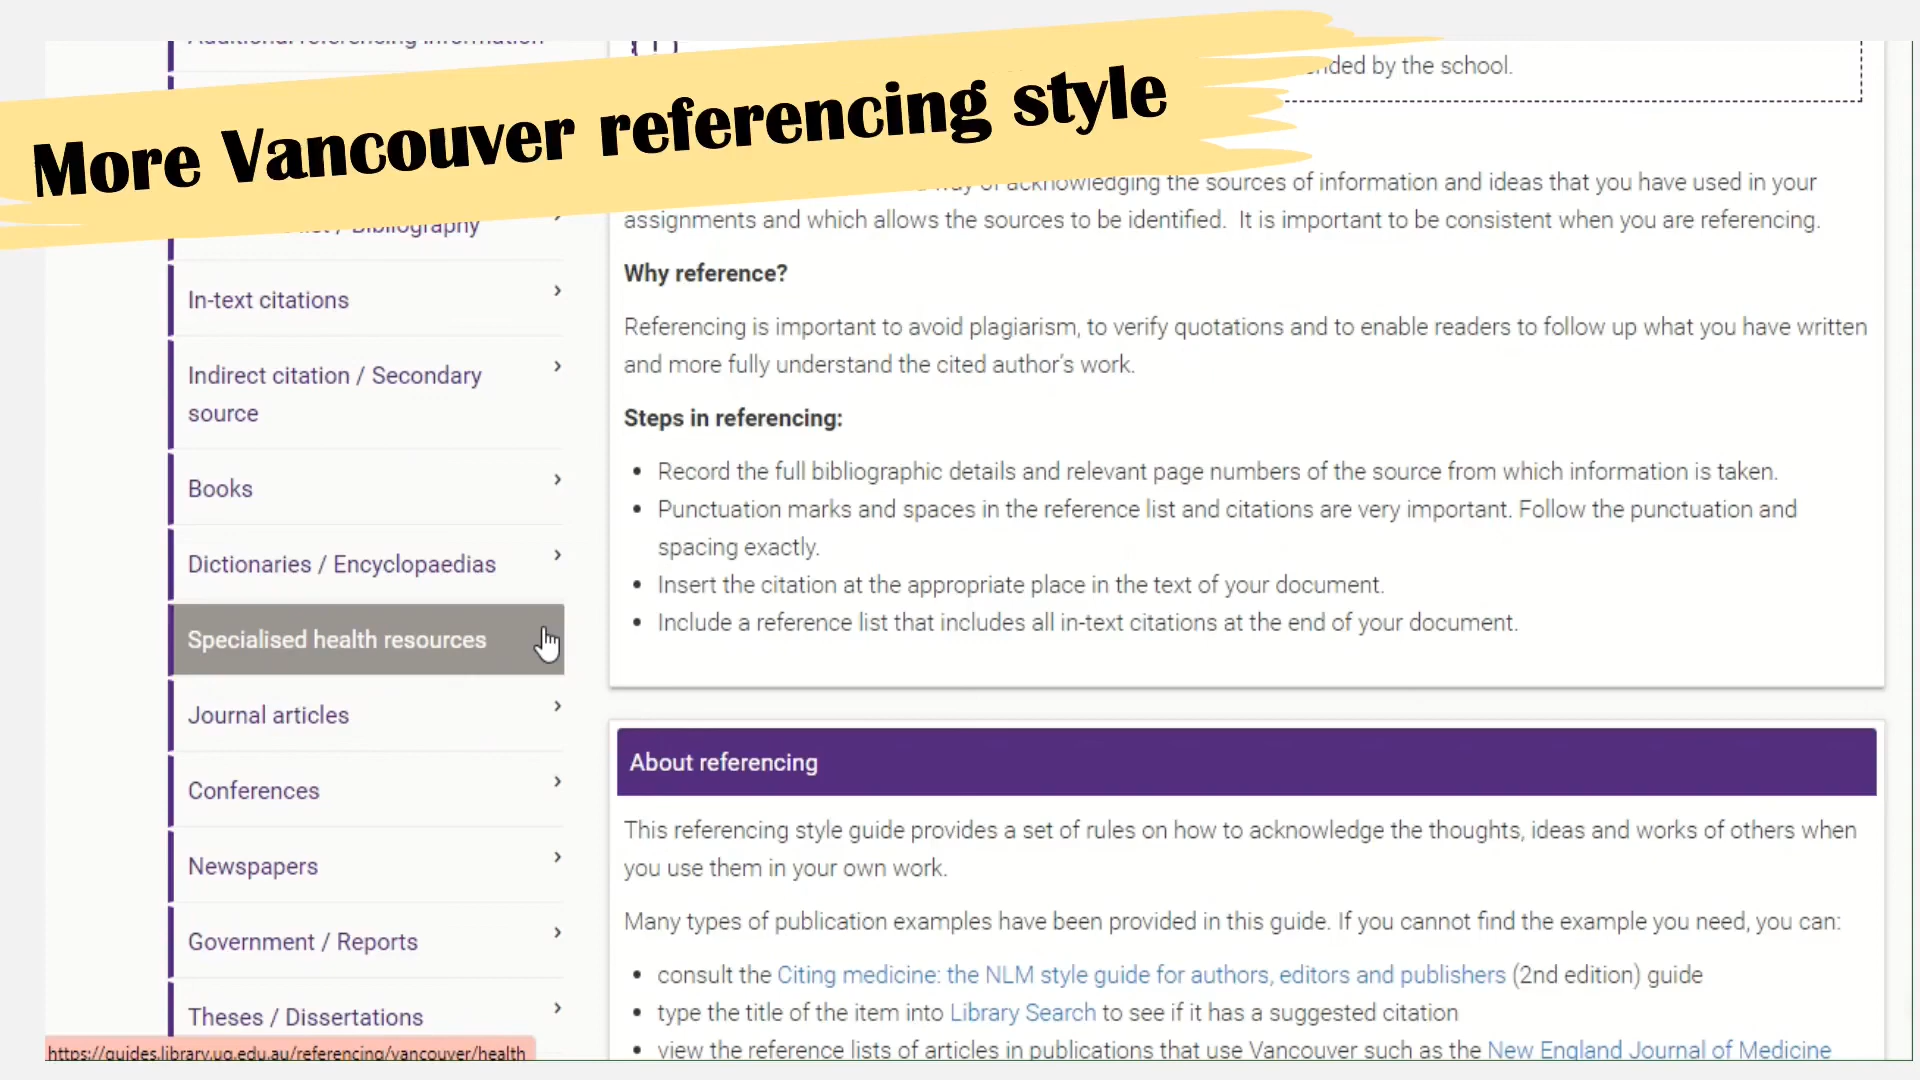 More Vancouver referencing style
Additional referencing information
/ Bibliography
In-text citations
Indirect citation / Secondary
source
Books
Dictionaries / Encyclopaedias
Specialised health resources
Journal articles
Conferences
Newspapers
Government / Reports
Theses / Dissertations
https://guides.library.uq.edu.au/referencing/vancouver/health
by the school.
of acknowledging the sources of information and ideas that you have used in your
assignments and which allows the sources to be identified. It is important to be consistent when you are referencing.
Why reference?
Referencing is important to avoid plagiarism, to verify quotations and to enable readers to follow up what you have written
and more fully understand the cited author's work.
Steps in referencing:
• Record the full bibliographic details and relevant page numbers of the source from which information is taken.
• Punctuation marks and spaces in the reference list and citations are very important. Follow the punctuation and
spacing exactly.
• Insert the citation at the appropriate place in the text of your document.
• Include a reference list that includes all in-text citations at the end of your document.
About referencing
This referencing style guide provides a set of rules on how to acknowledge the thoughts, ideas and works of others when
you use them in your own work.
Many types of publication examples have been provided in this guide. If you cannot find the example you need, you can:
• consult the Citing medicine: the NLM style guide for authors, editors and publishers (2nd edition) guide
• type the title of the item into Library Search to see if it has a suggested citation
• view the reference lists of articles in publications that use Vancouver such as the New England Journal of Medicine